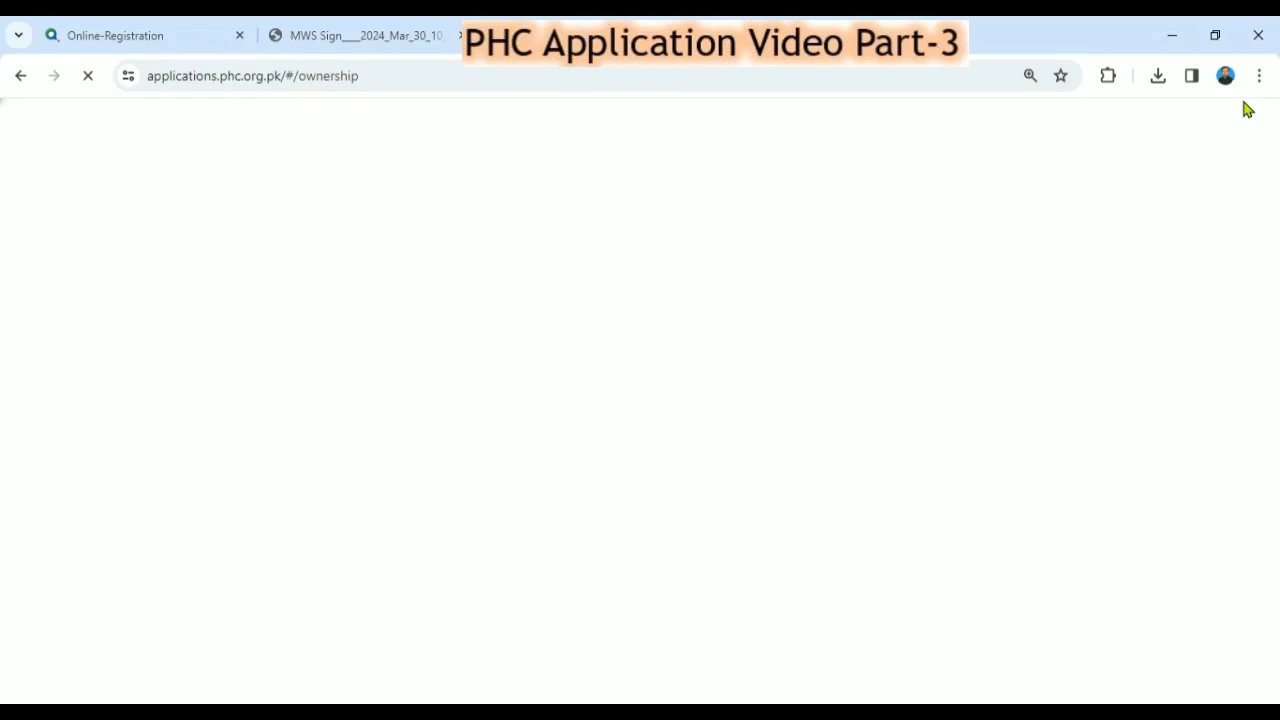 PHC Application Video Part-3
Online-Registration
MWS Sign___2024_Mar_30_10
applications.phc.org.pk/#/ownership